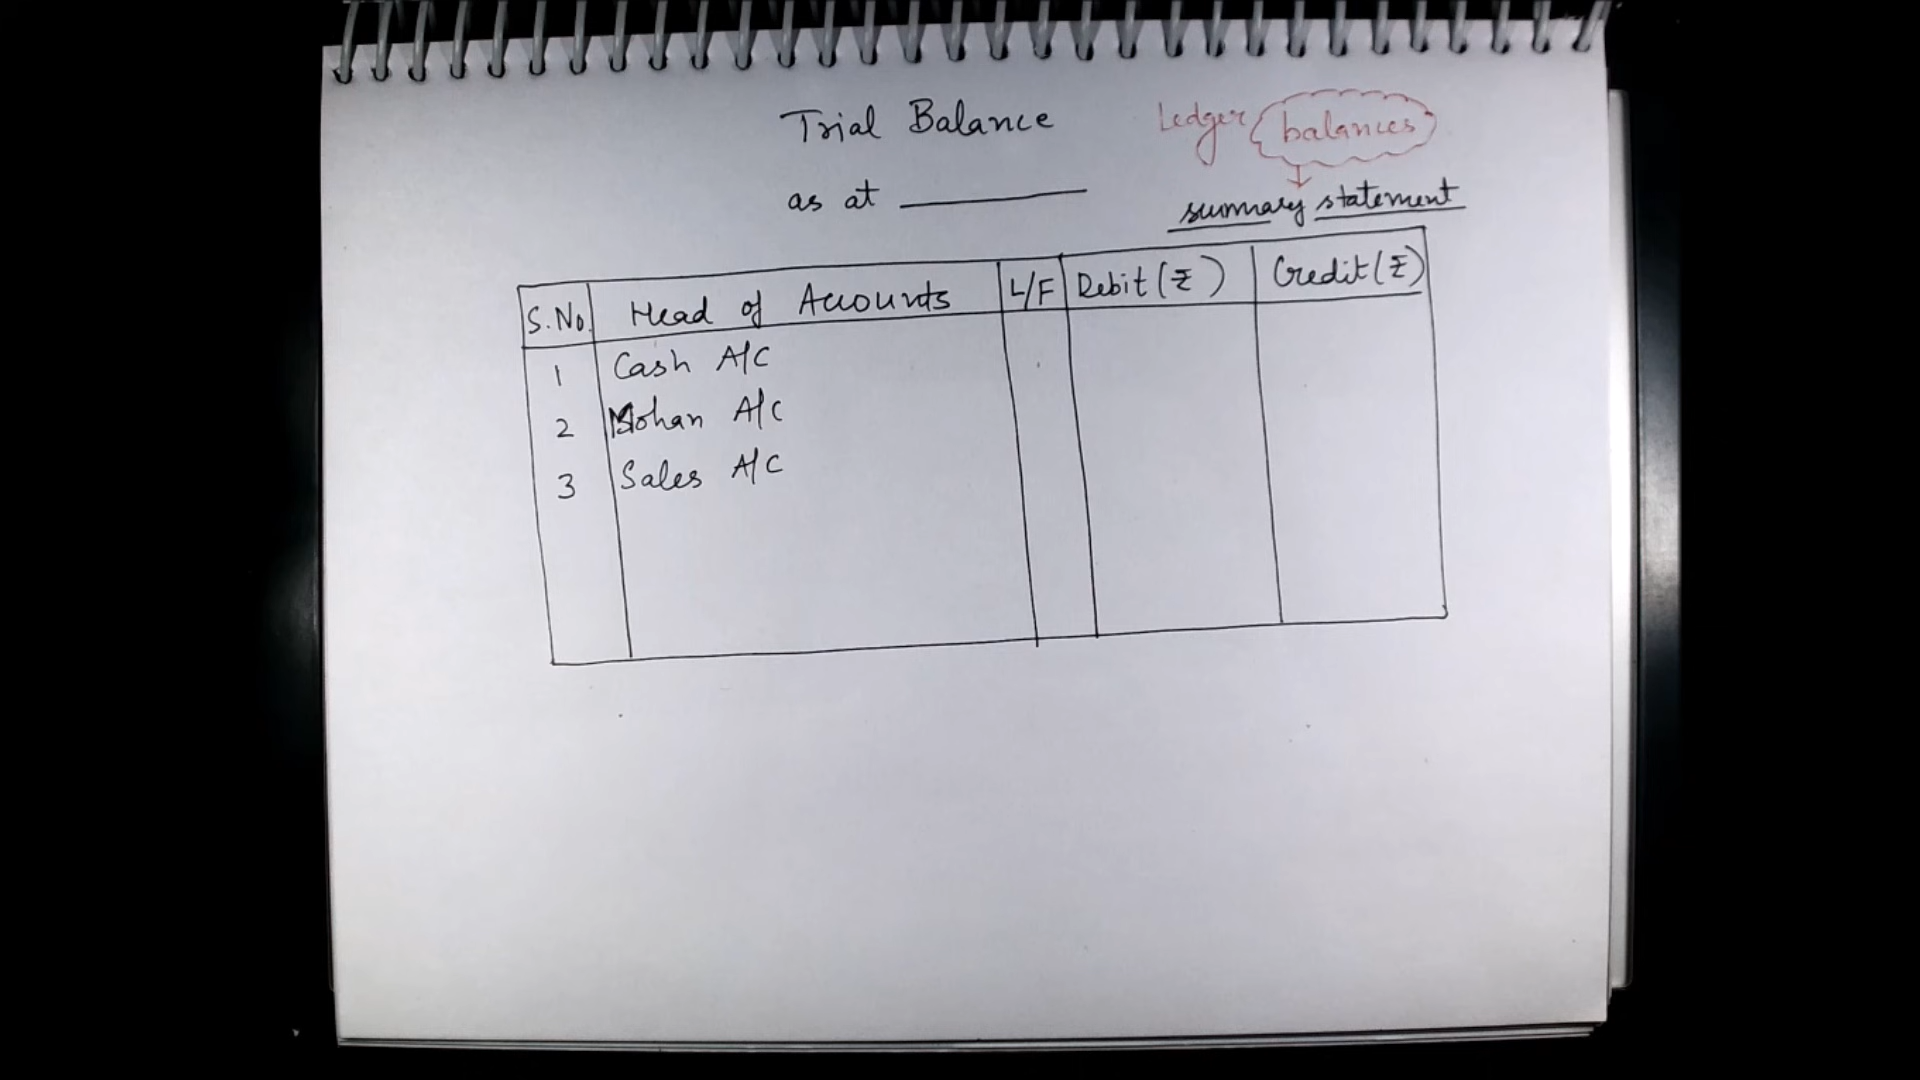 Trial Balance
Ledger balances
as at
summary statement
S.No. Head of Accounts L/F Debit (₹) Credit (₹)
1 Cash A/C
2 Mohan A/C
3 Sales A/C